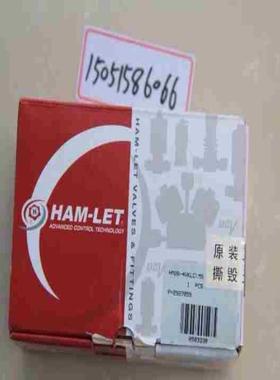 15051586066
HAM-LET
ADVANCED CONTROL TECHNOLOGY
HAM-LET VALVES & FITTINGS
1 PCS
原装
撕毁